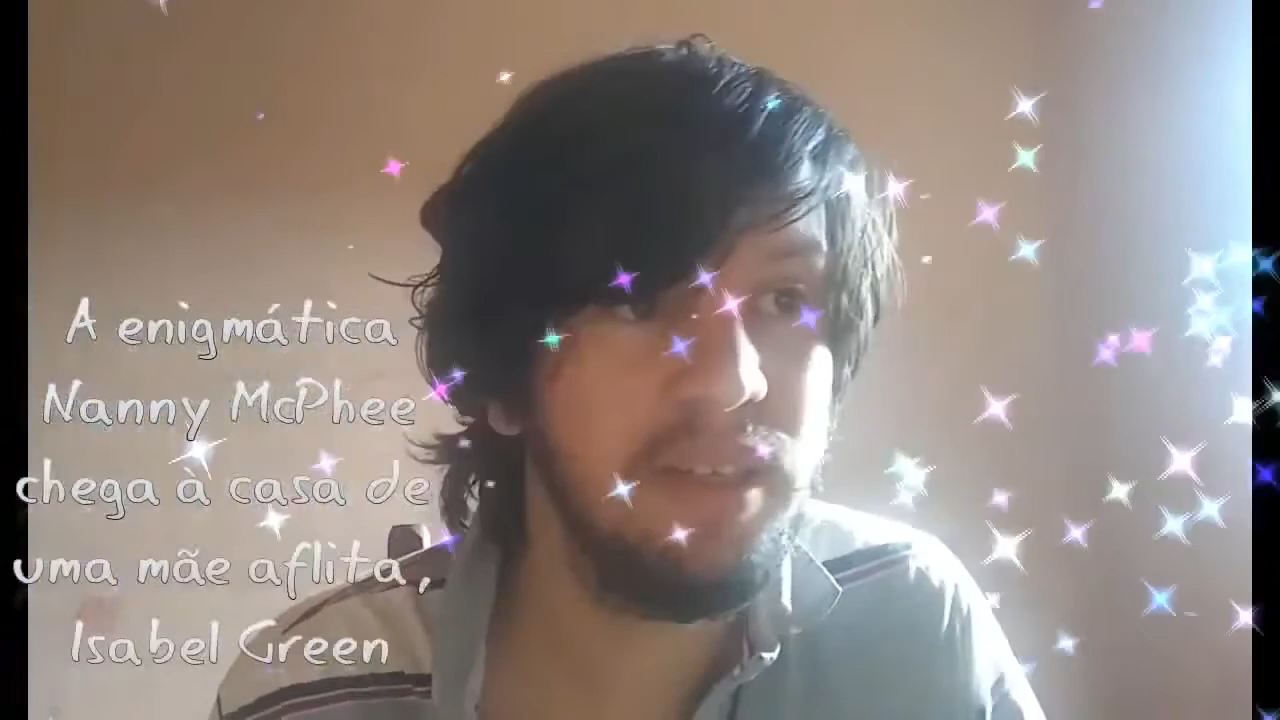 A enigmática
Nanny McPhee
chega à casa de
uma mãe aflita,
Isabel Green